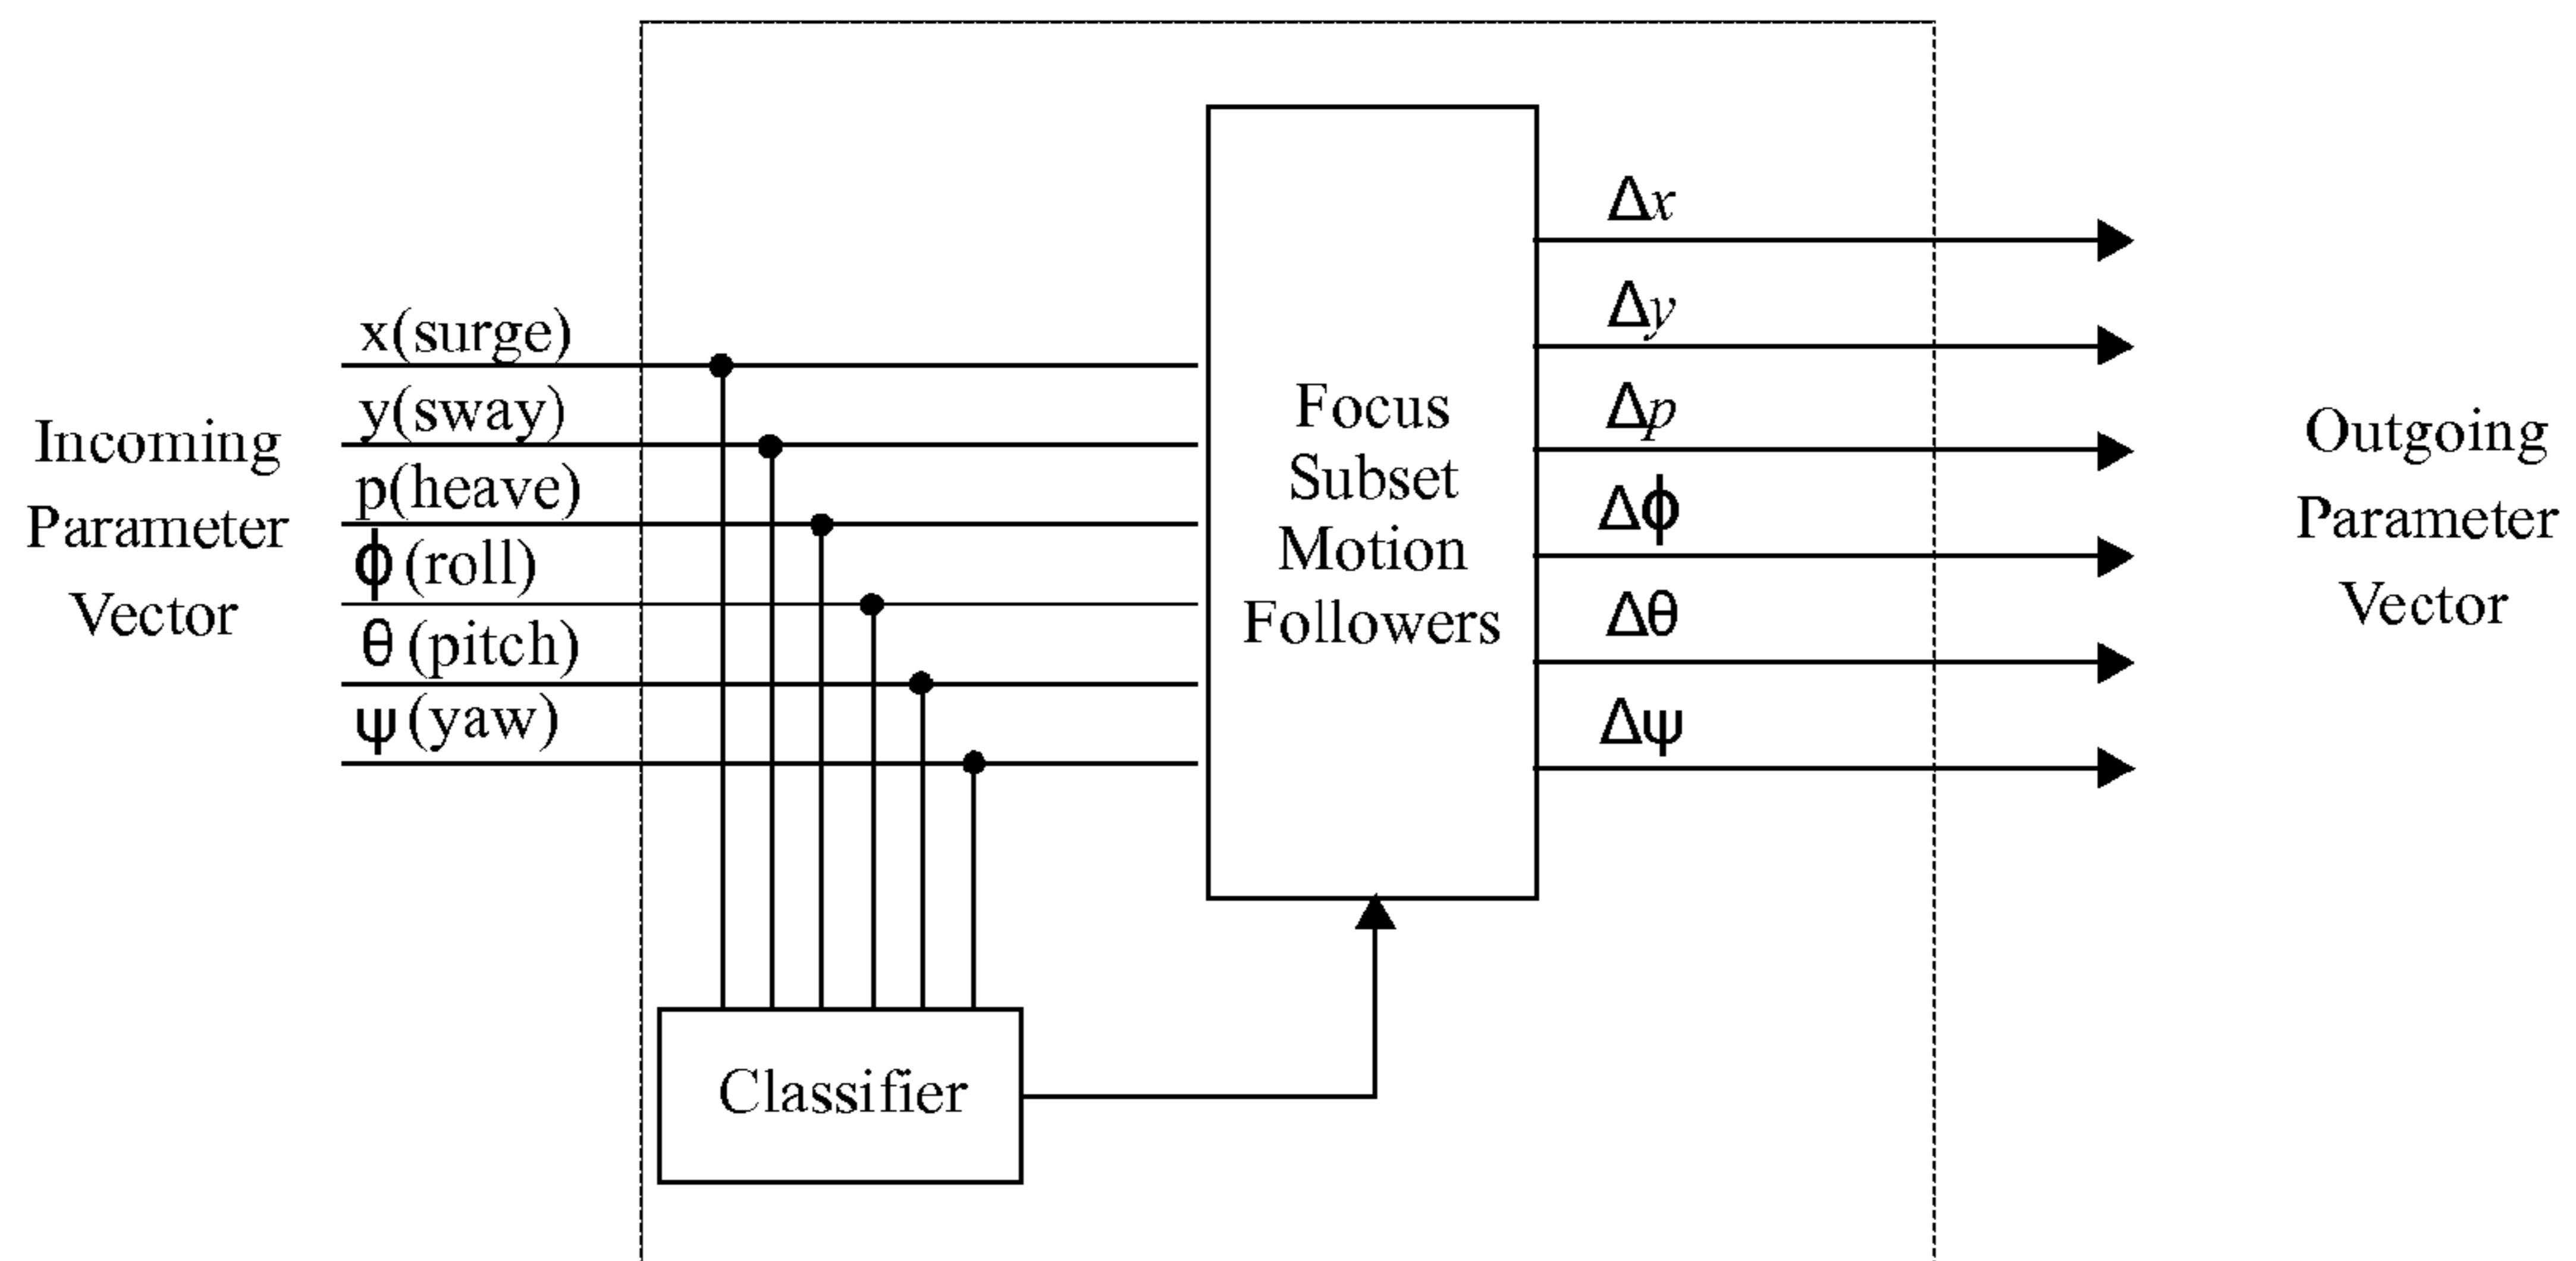 Incoming
Parameter
Vector
x(surge)
y(sway)
p(heave)
ϕ (roll)
θ (pitch)
ψ (yaw)
Classifier
Focus
Subset
Motion
Followers
Δx
Δy
Δp
Δϕ
Δθ
Δψ
Outgoing
Parameter
Vector